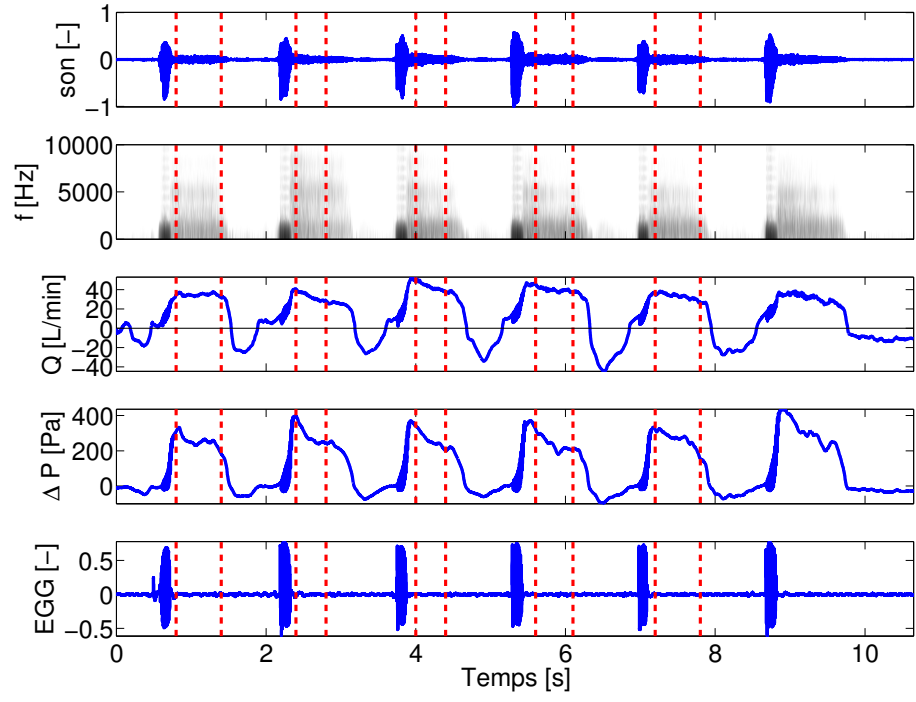 son [-]
1
0
−1
f [Hz]
10000
5000
0
Q [L/min]
40
20
0
−20
−40
Δ P [Pa]
400
200
0
EGG [-]
0.5
0
−0.5
0 2 4 6 8 10
Temps [s]